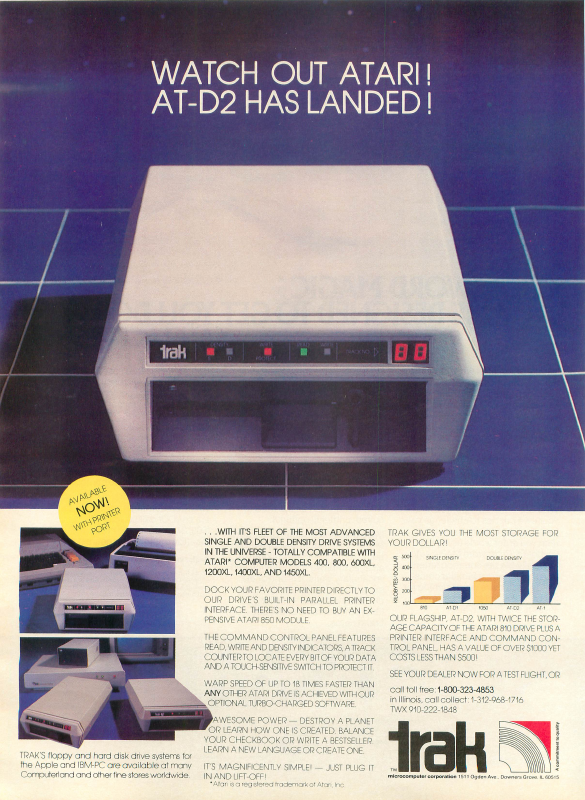 WATCH OUT ATARI!
AT-D2 HAS LANDED!
trak
00
AVAILABLE
NOW!
WITH PRINTER
PORT
. . .WITH IT'S FLEET OF THE MOST ADVANCED
SINGLE AND DOUBLE DENSITY DRIVE SYSTEMS
IN THE UNIVERSE - TOTALLY COMPATIBLE WITH
ATARI* COMPUTER MODELS 400, 800, 600XL,
1200XL, 1400XL, AND 1450XL.
DOCK YOUR FAVORITE PRINTER DIRECTLY TO
OUR DRIVE'S BUILT-IN PARALLEL PRINTER
INTERFACE. THERE'S NO NEED TO BUY AN EX-
PENSIVE ATARI 850 MODULE.
THE COMMAND CONTROL PANEL FEATURES
READ, WRITE AND DENSITY INDICATORS, A TRACK
COUNTER TO LOCATE EVERY BIT OF YOUR DATA
AND A TOUCH-SENSITIVE SWITCH TO PROTECT IT.
WARP SPEED OF UP TO 18 TIMES FASTER THAN
ANY OTHER ATARI DRIVE IS ACHIEVED WITH OUR
OPTIONAL TURBO-CHARGED SOFTWARE.
AWESOME POWER — DESTROY A PLANET
OR LEARN HOW ONE IS CREATED. BALANCE
YOUR CHECKBOOK OR WRITE A BESTSELLER.
LEARN A NEW LANGUAGE OR CREATE ONE.
IT'S MAGNIFICENTLY SIMPLE! — JUST PLUG IT
IN AND LIFT-OFF!
*Atari is a registered trademark of Atari, Inc.
TRAK'S floppy and hard disk drive systems for
the Apple and IBM-PC are available at many
Computerland and other fine stores worldwide.
TRAK GIVES YOU THE MOST STORAGE FOR
YOUR DOLLAR!
KILOBYTES/DOLLAR
500
400
300
200
100
SINGLE DENSITY
DOUBLE DENSITY
810
AT-D1
1050
AT-D2
AT-1
OUR FLAGSHIP, AT-D2, WITH TWICE THE STOR-
AGE CAPACITY OF THE ATARI 810 DRIVE PLUS A
PRINTER INTERFACE AND COMMAND CON-
TROL PANEL, HAS A VALUE OF OVER $1000 YET
COSTS LESS THAN $500!
SEE YOUR DEALER NOW FOR A TEST FLIGHT, OR
call toll free: 1-800-323-4853
in Illinois, call collect: 1-312-968-1716
TWX 910-222-1848
trak
A commitment to quality
TM
microcomputer corporation 1511 Ogden Ave., Downers Grove, IL 60515